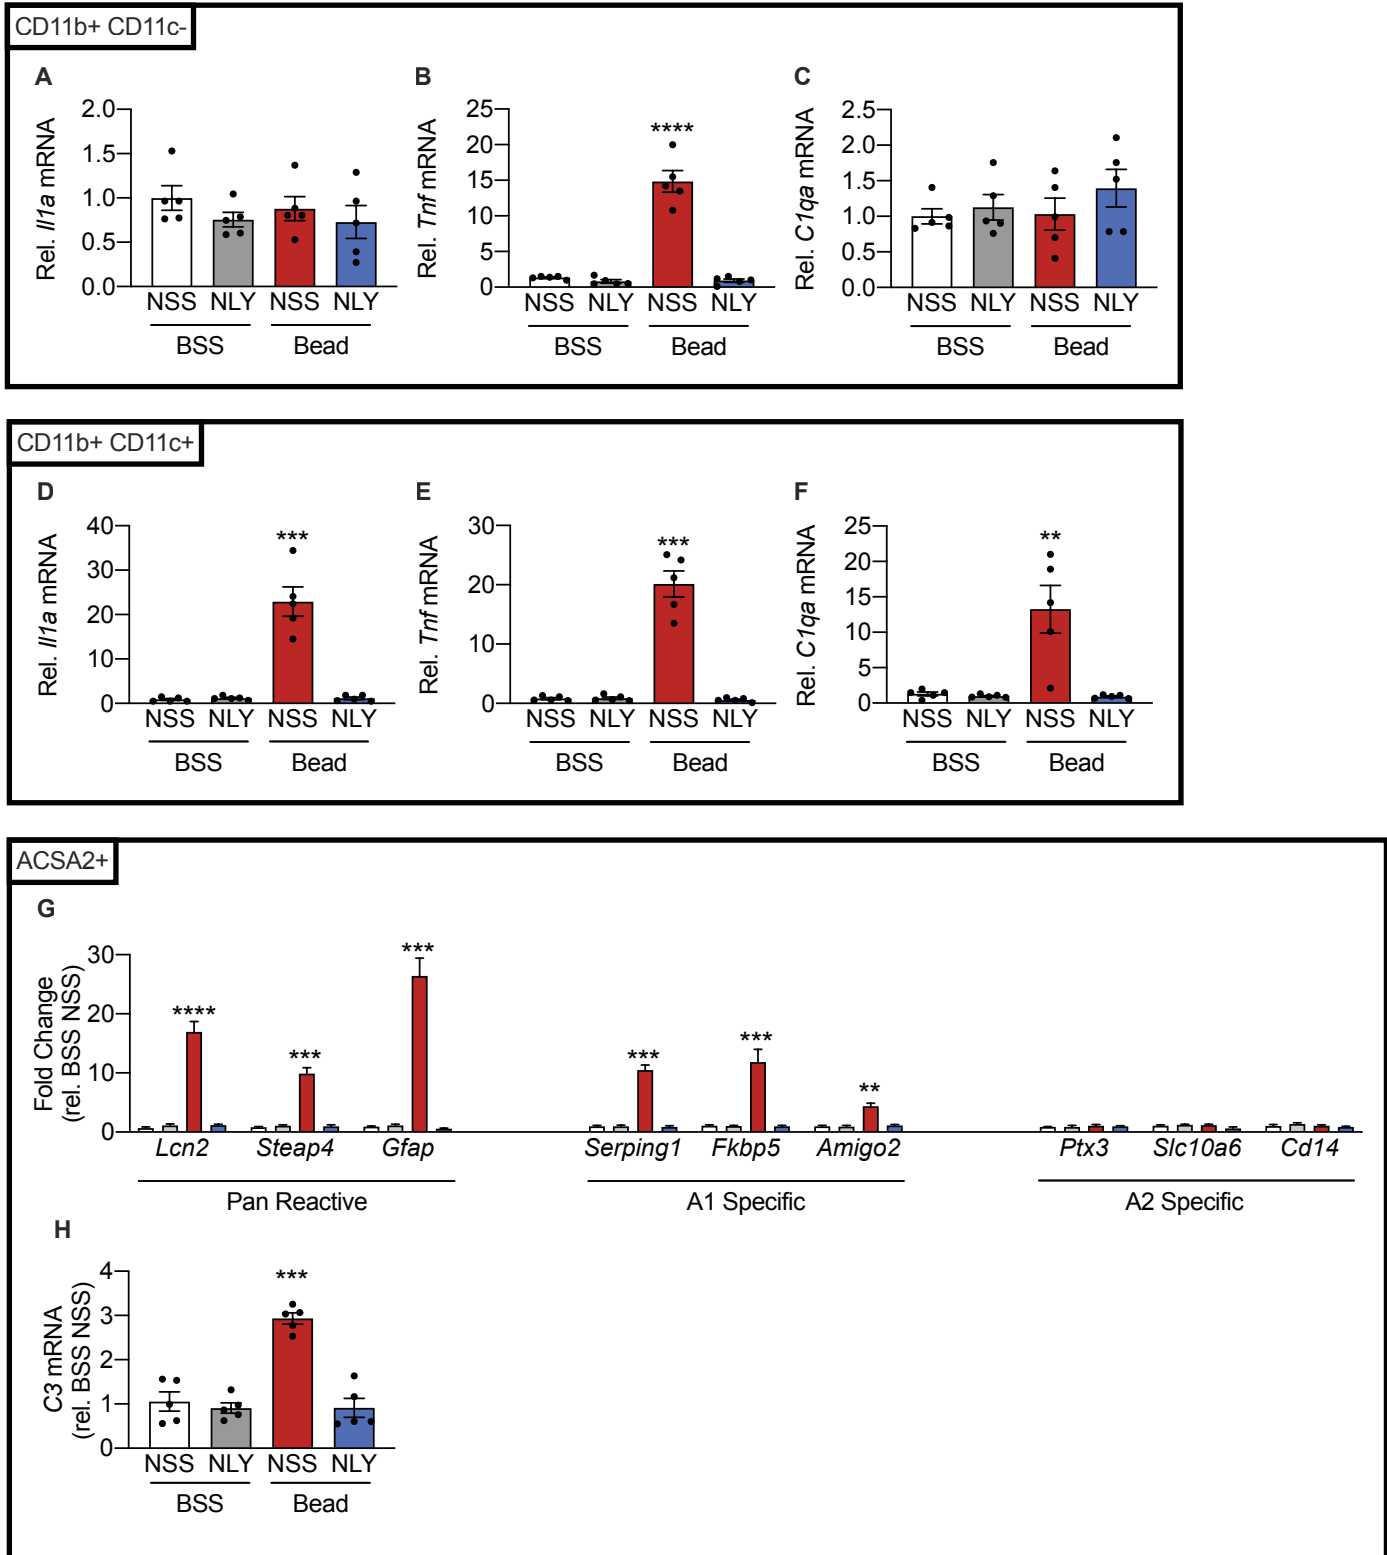 CD11b+ CD11c-
A
B
C
Rel. Il1a mRNA
2.0
1.5
1.0
0.5
0.0
NSS NLY NSS NLY
BSS Bead
Rel. Tnf mRNA
25
20
15
10
5
0
****
NSS NLY NSS NLY
BSS Bead
Rel. C1qa mRNA
2.5
2.0
1.5
1.0
0.5
0.0
NSS NLY NSS NLY
BSS Bead
CD11b+ CD11c+
D
E
F
Rel. Il1a mRNA
40
30
20
10
0
***
NSS NLY NSS NLY
BSS Bead
Rel. Tnf mRNA
30
20
10
0
***
NSS NLY NSS NLY
BSS Bead
Rel. C1qa mRNA
25
20
15
10
5
0
**
NSS NLY NSS NLY
BSS Bead
ACSA2+
G
Fold Change
(rel. BSS NSS)
30
20
10
0
**** *** *** *** *** **
Lcn2 Steap4 Gfap Serping1 Fkbp5 Amigo2 Ptx3 Slc10a6 Cd14
Pan Reactive A1 Specific A2 Specific
H
C3 mRNA
(rel. BSS NSS)
4
3
2
1
0
***
NSS NLY NSS NLY
BSS Bead